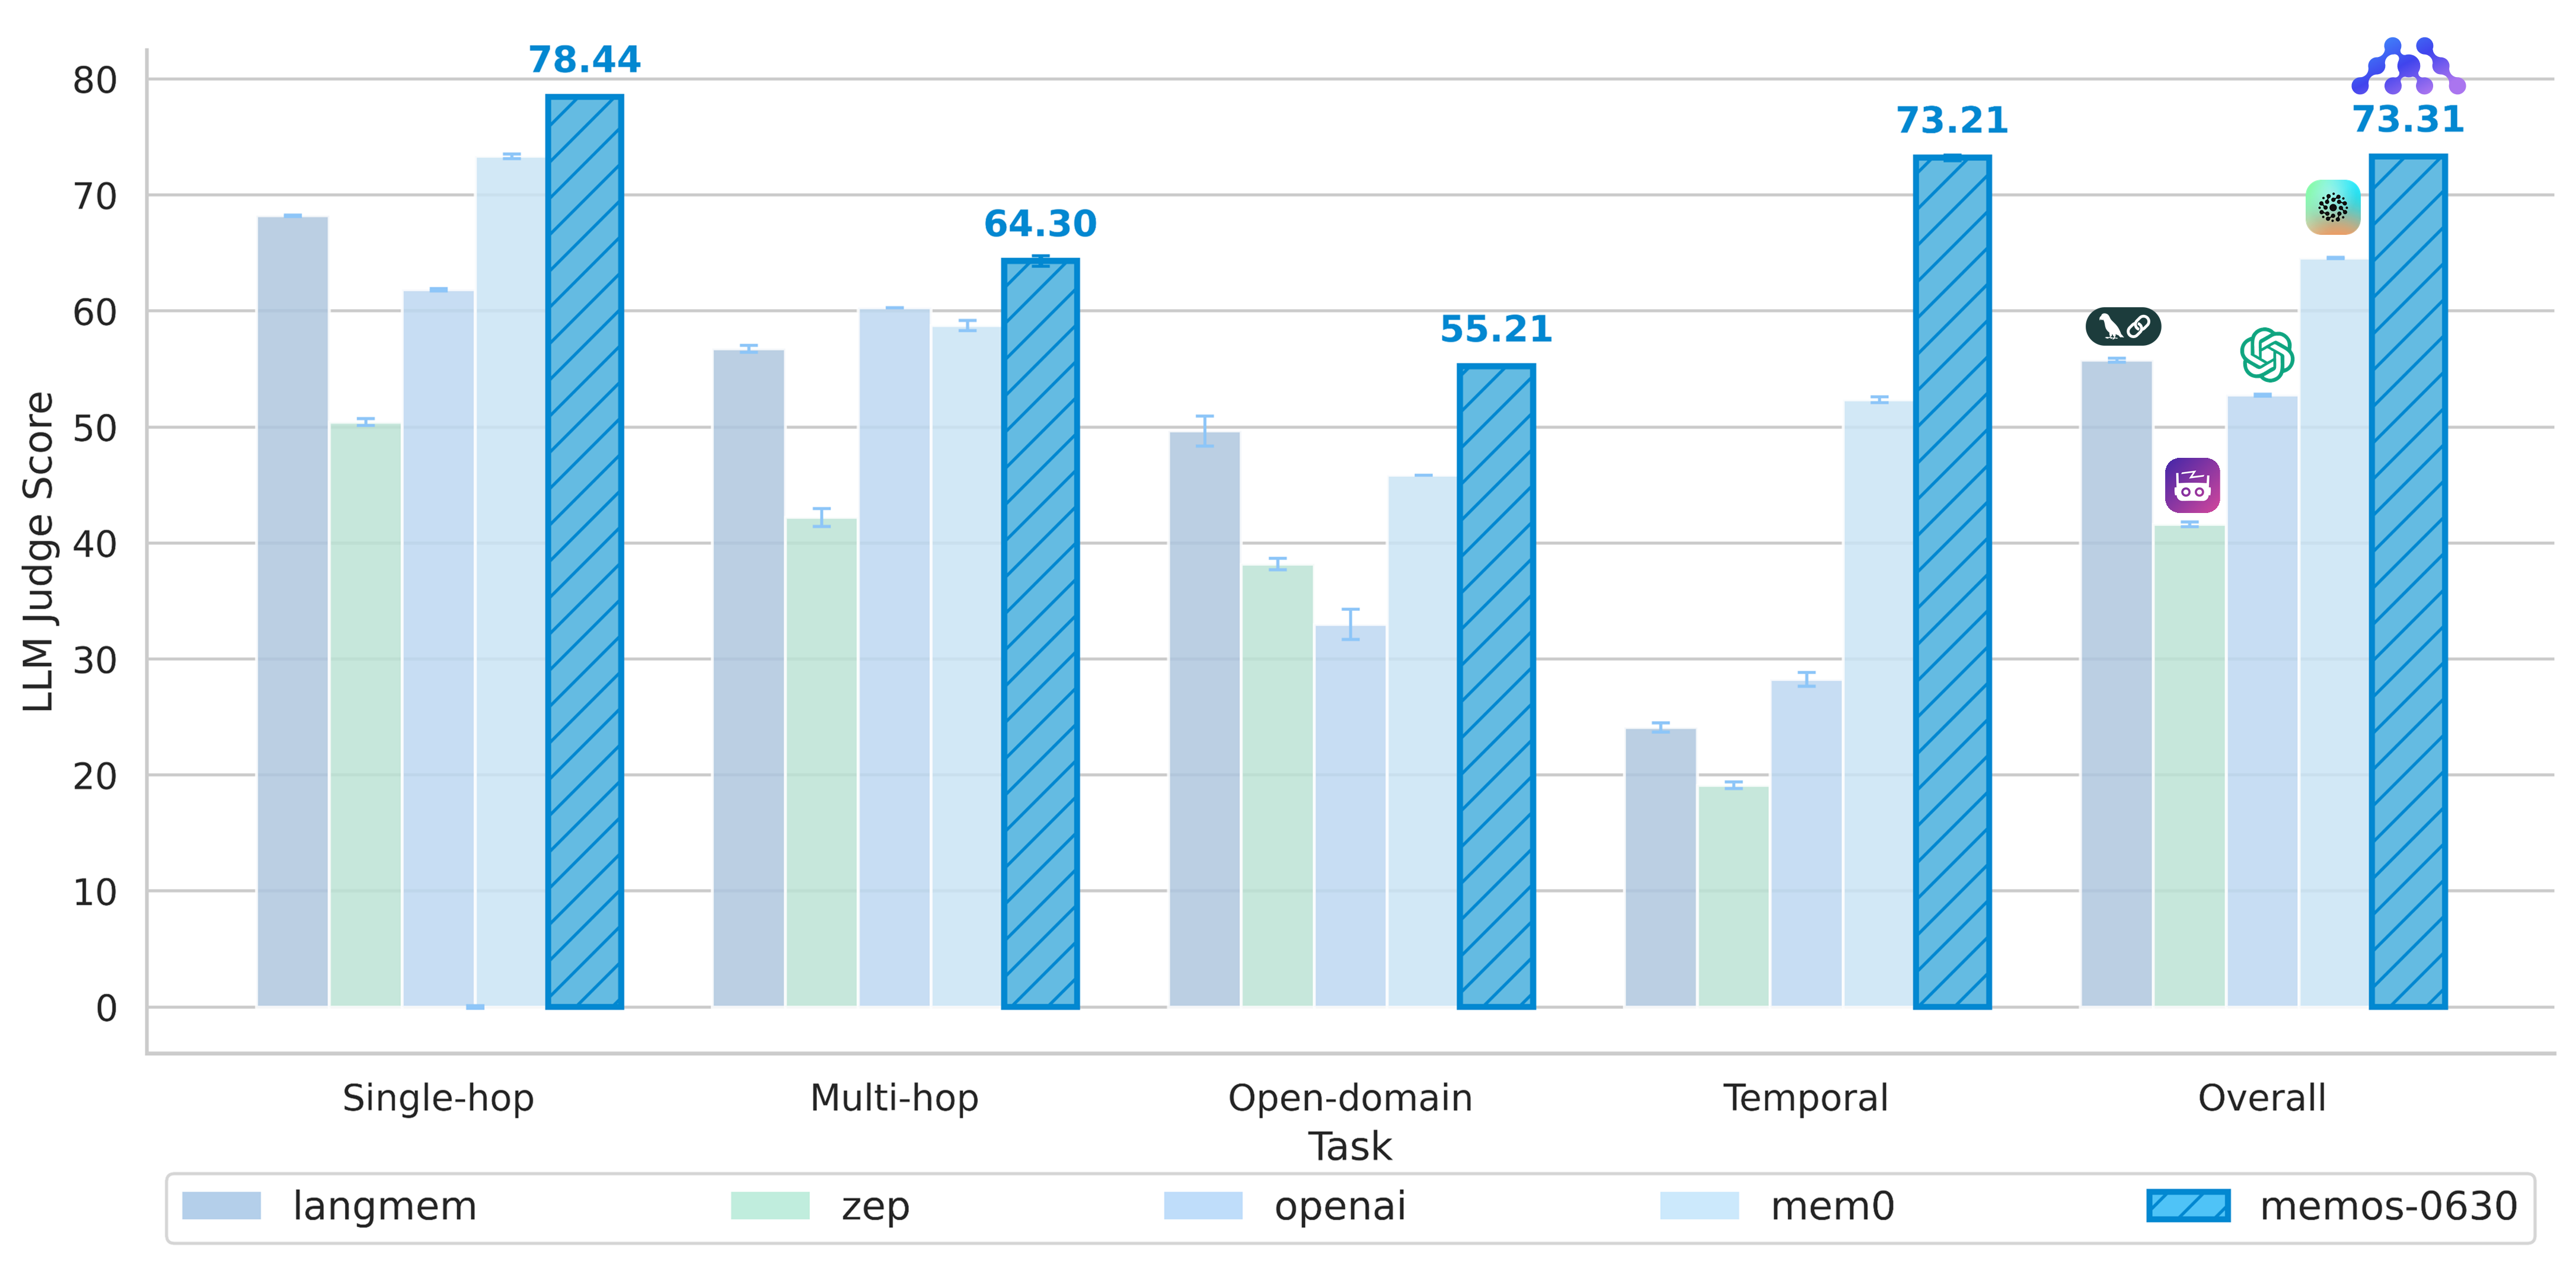 78.44
64.30
55.21
73.21
73.31
LLM Judge Score
80
70
60
50
40
30
20
10
0
Single-hop
Multi-hop
Open-domain
Temporal
Overall
Task
langmem
zep
openai
mem0
memos-0630